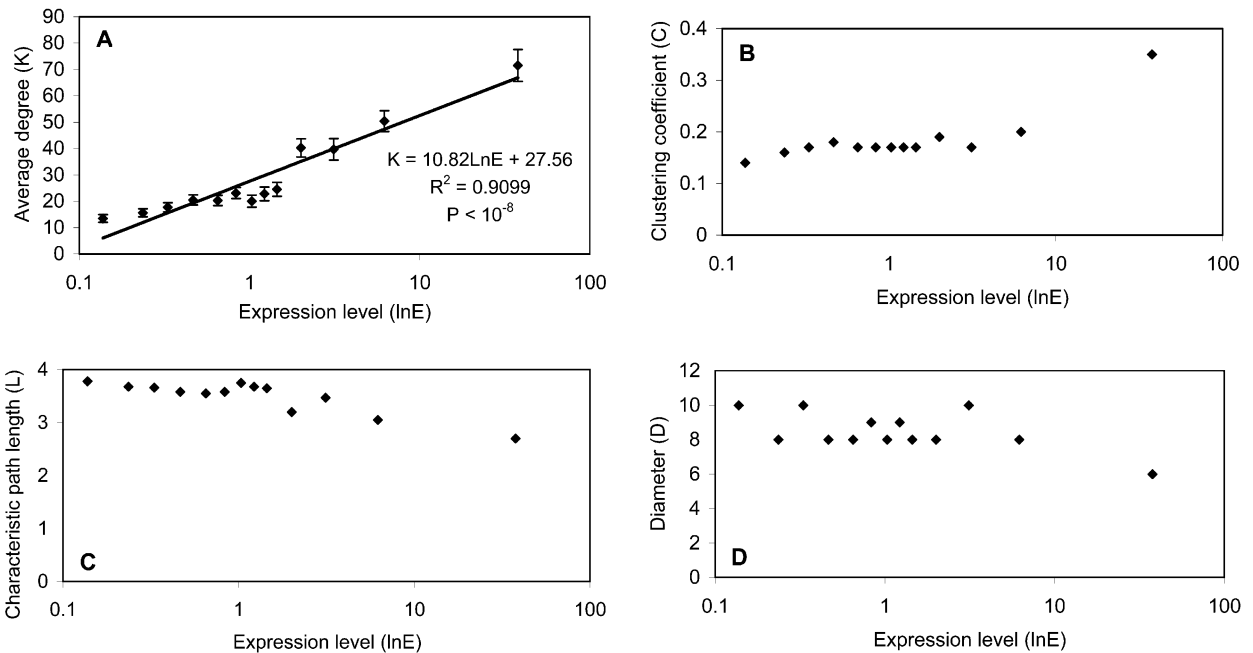 A
Average degree (K)
90
80
70
60
50
40
30
20
10
0
K = 10.82LnE + 27.56
R² = 0.9099
P < 10⁻⁸
0.1
1
10
100
Expression level (lnE)
B
Clustering coefficient (C)
0.4
0.3
0.2
0.1
0
0.1
1
10
100
Expression level (lnE)
C
Characteristic path length (L)
4
3
2
1
0
0.1
1
10
100
Expression level (lnE)
D
Diameter (D)
12
10
8
6
4
2
0
0.1
1
10
100
Expression level (lnE)